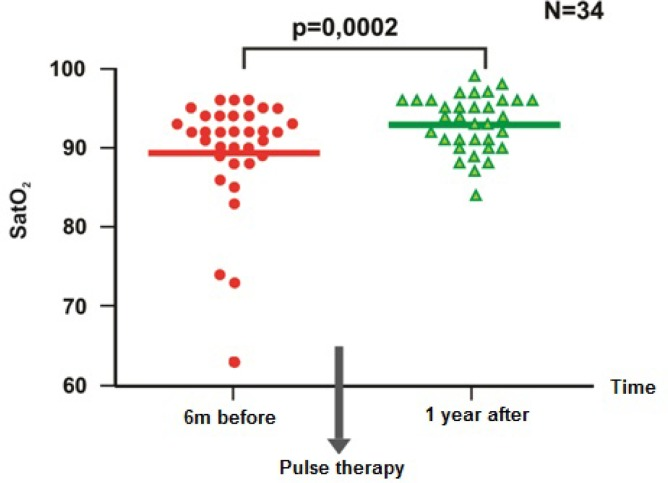 N=34
p=0,0002
100
90
80
70
60
SatO₂
Time
6m before
1 year after
Pulse therapy